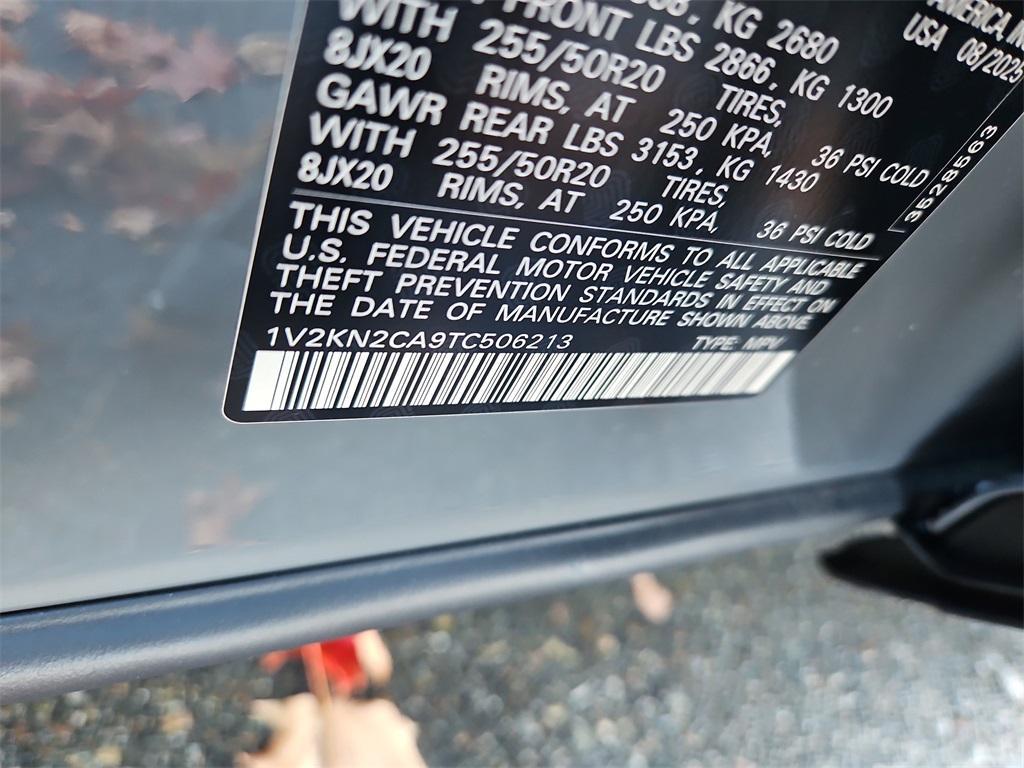 AMERICA, IN
USA 08/2025
KG 2680
FRONT LBS 2866, KG 1300
WITH 255/50R20 TIRES,
8JX20 RIMS, AT 250 KPA, 36 PSI COLD
GAWR REAR LBS 3153, KG 1430
WITH 255/50R20 TIRES,
8JX20 RIMS, AT 250 KPA, 36 PSI COLD
3528563
THIS VEHICLE CONFORMS TO ALL APPLICABLE
U.S. FEDERAL MOTOR VEHICLE SAFETY AND
THEFT PREVENTION STANDARDS IN EFFECT ON
THE DATE OF MANUFACTURE SHOWN ABOVE
1V2KN2CA9TC506213 TYPE: MPV